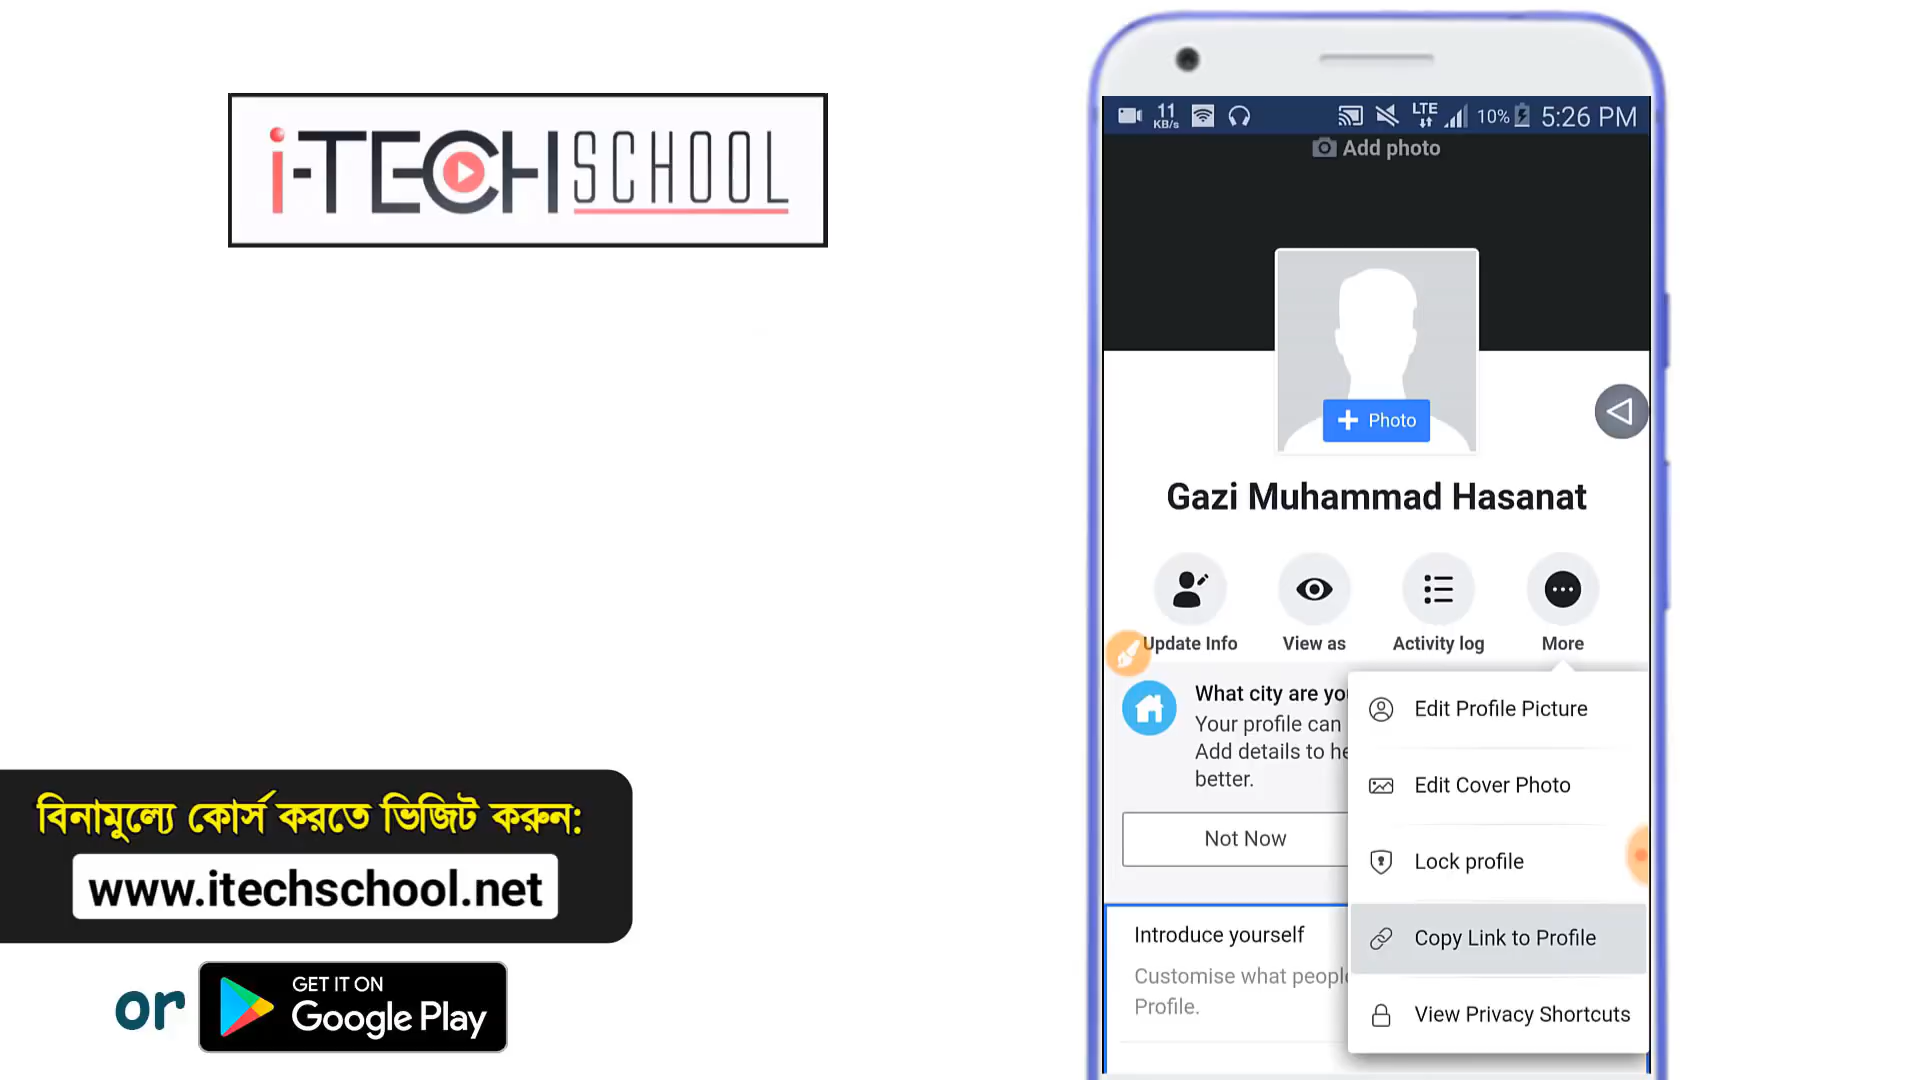 i-TECH SCHOOL
বিনামুল্যে কোর্স করতে ভিজিট করুন:
www.itechschool.net
or
GET IT ON
Google Play
11
KB/s
LTE
10%
5:26 PM
Add photo
+ Photo
Gazi Muhammad Hasanat
Update Info
View as
Activity log
More
What city are you
Your profile can
Add details to he
better.
Not Now
Introduce yourself
Customise what people
Profile.
Edit Profile Picture
Edit Cover Photo
Lock profile
Copy Link to Profile
View Privacy Shortcuts